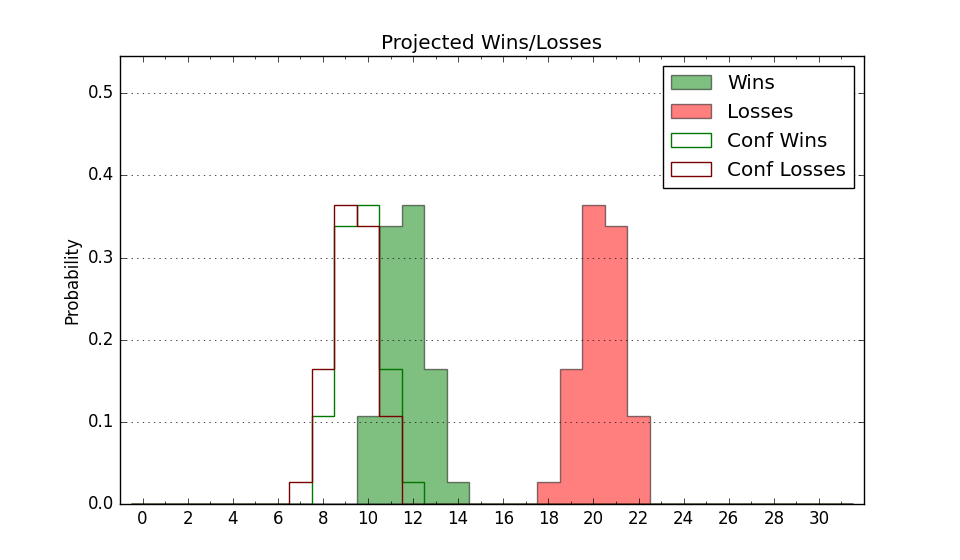 Projected Wins/Losses
Wins
Losses
Conf Wins
Conf Losses
Probability
0.5
0.4
0.3
0.2
0.1
0.0
0 2 4 6 8 10 12 14 16 18 20 22 24 26 28 30